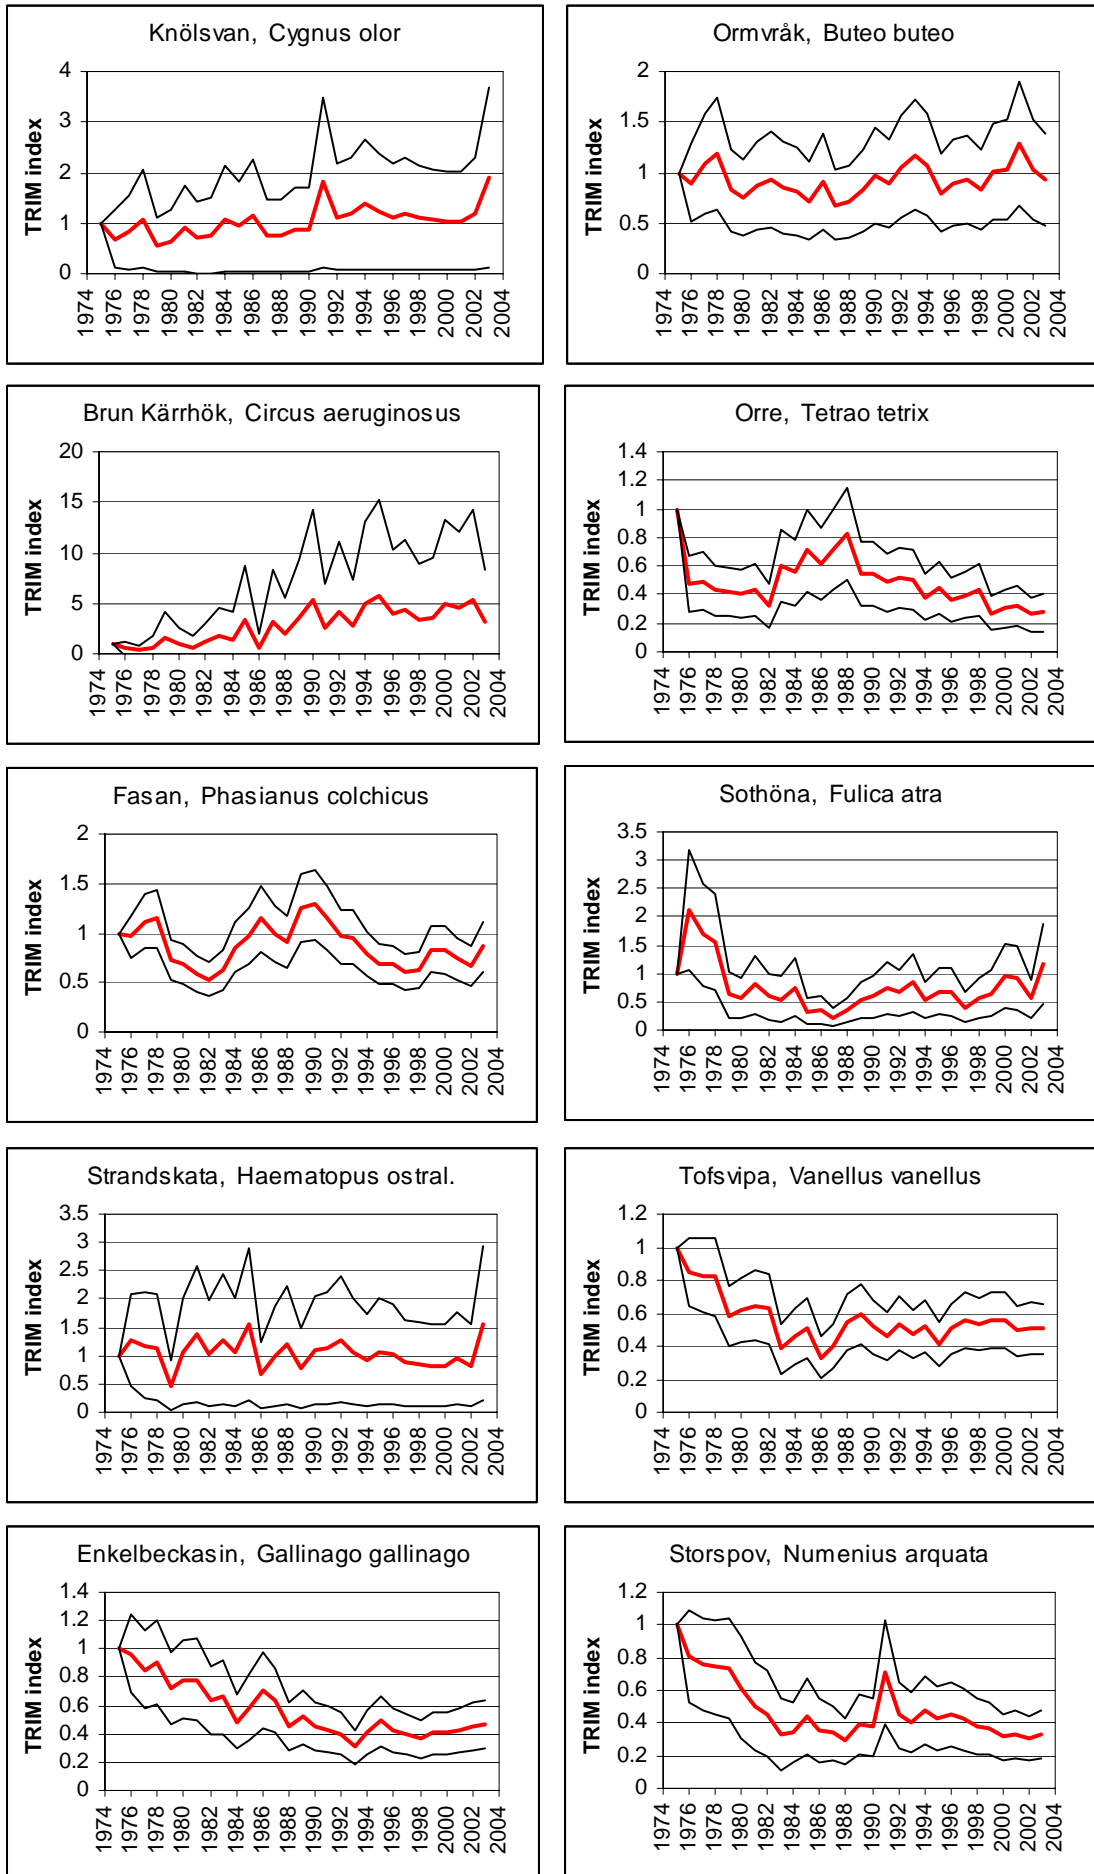 Knölsvan, Cygnus olor
TRIM index
4
3
2
1
0
1974 1976 1978 1980 1982 1984 1986 1988 1990 1992 1994 1996 1998 2000 2002 2004
Ormvråk, Buteo buteo
TRIM index
2
1.5
1
0.5
0
1974 1976 1978 1980 1982 1984 1986 1988 1990 1992 1994 1996 1998 2000 2002 2004
Brun Kärrhök, Circus aeruginosus
TRIM index
20
15
10
5
0
1974 1976 1978 1980 1982 1984 1986 1988 1990 1992 1994 1996 1998 2000 2002 2004
Orre, Tetrao tetrix
TRIM index
1.4
1.2
1
0.8
0.6
0.4
0.2
0
1974 1976 1978 1980 1982 1984 1986 1988 1990 1992 1994 1996 1998 2000 2002 2004
Fasan, Phasianus colchicus
TRIM index
2
1.5
1
0.5
0
1974 1976 1978 1980 1982 1984 1986 1988 1990 1992 1994 1996 1998 2000 2002 2004
Sothöna, Fulica atra
TRIM index
3.5
3
2.5
2
1.5
1
0.5
0
1974 1976 1978 1980 1982 1984 1986 1988 1990 1992 1994 1996 1998 2000 2002 2004
Strandskata, Haematopus ostral.
TRIM index
3.5
3
2.5
2
1.5
1
0.5
0
1974 1976 1978 1980 1982 1984 1986 1988 1990 1992 1994 1996 1998 2000 2002 2004
Tofsvipa, Vanellus vanellus
TRIM index
1.2
1
0.8
0.6
0.4
0.2
0
1974 1976 1978 1980 1982 1984 1986 1988 1990 1992 1994 1996 1998 2000 2002 2004
Enkelbeckasin, Gallinago gallinago
TRIM index
1.4
1.2
1
0.8
0.6
0.4
0.2
0
1974 1976 1978 1980 1982 1984 1986 1988 1990 1992 1994 1996 1998 2000 2002 2004
Storspov, Numenius arquata
TRIM index
1.2
1
0.8
0.6
0.4
0.2
0
1974 1976 1978 1980 1982 1984 1986 1988 1990 1992 1994 1996 1998 2000 2002 2004